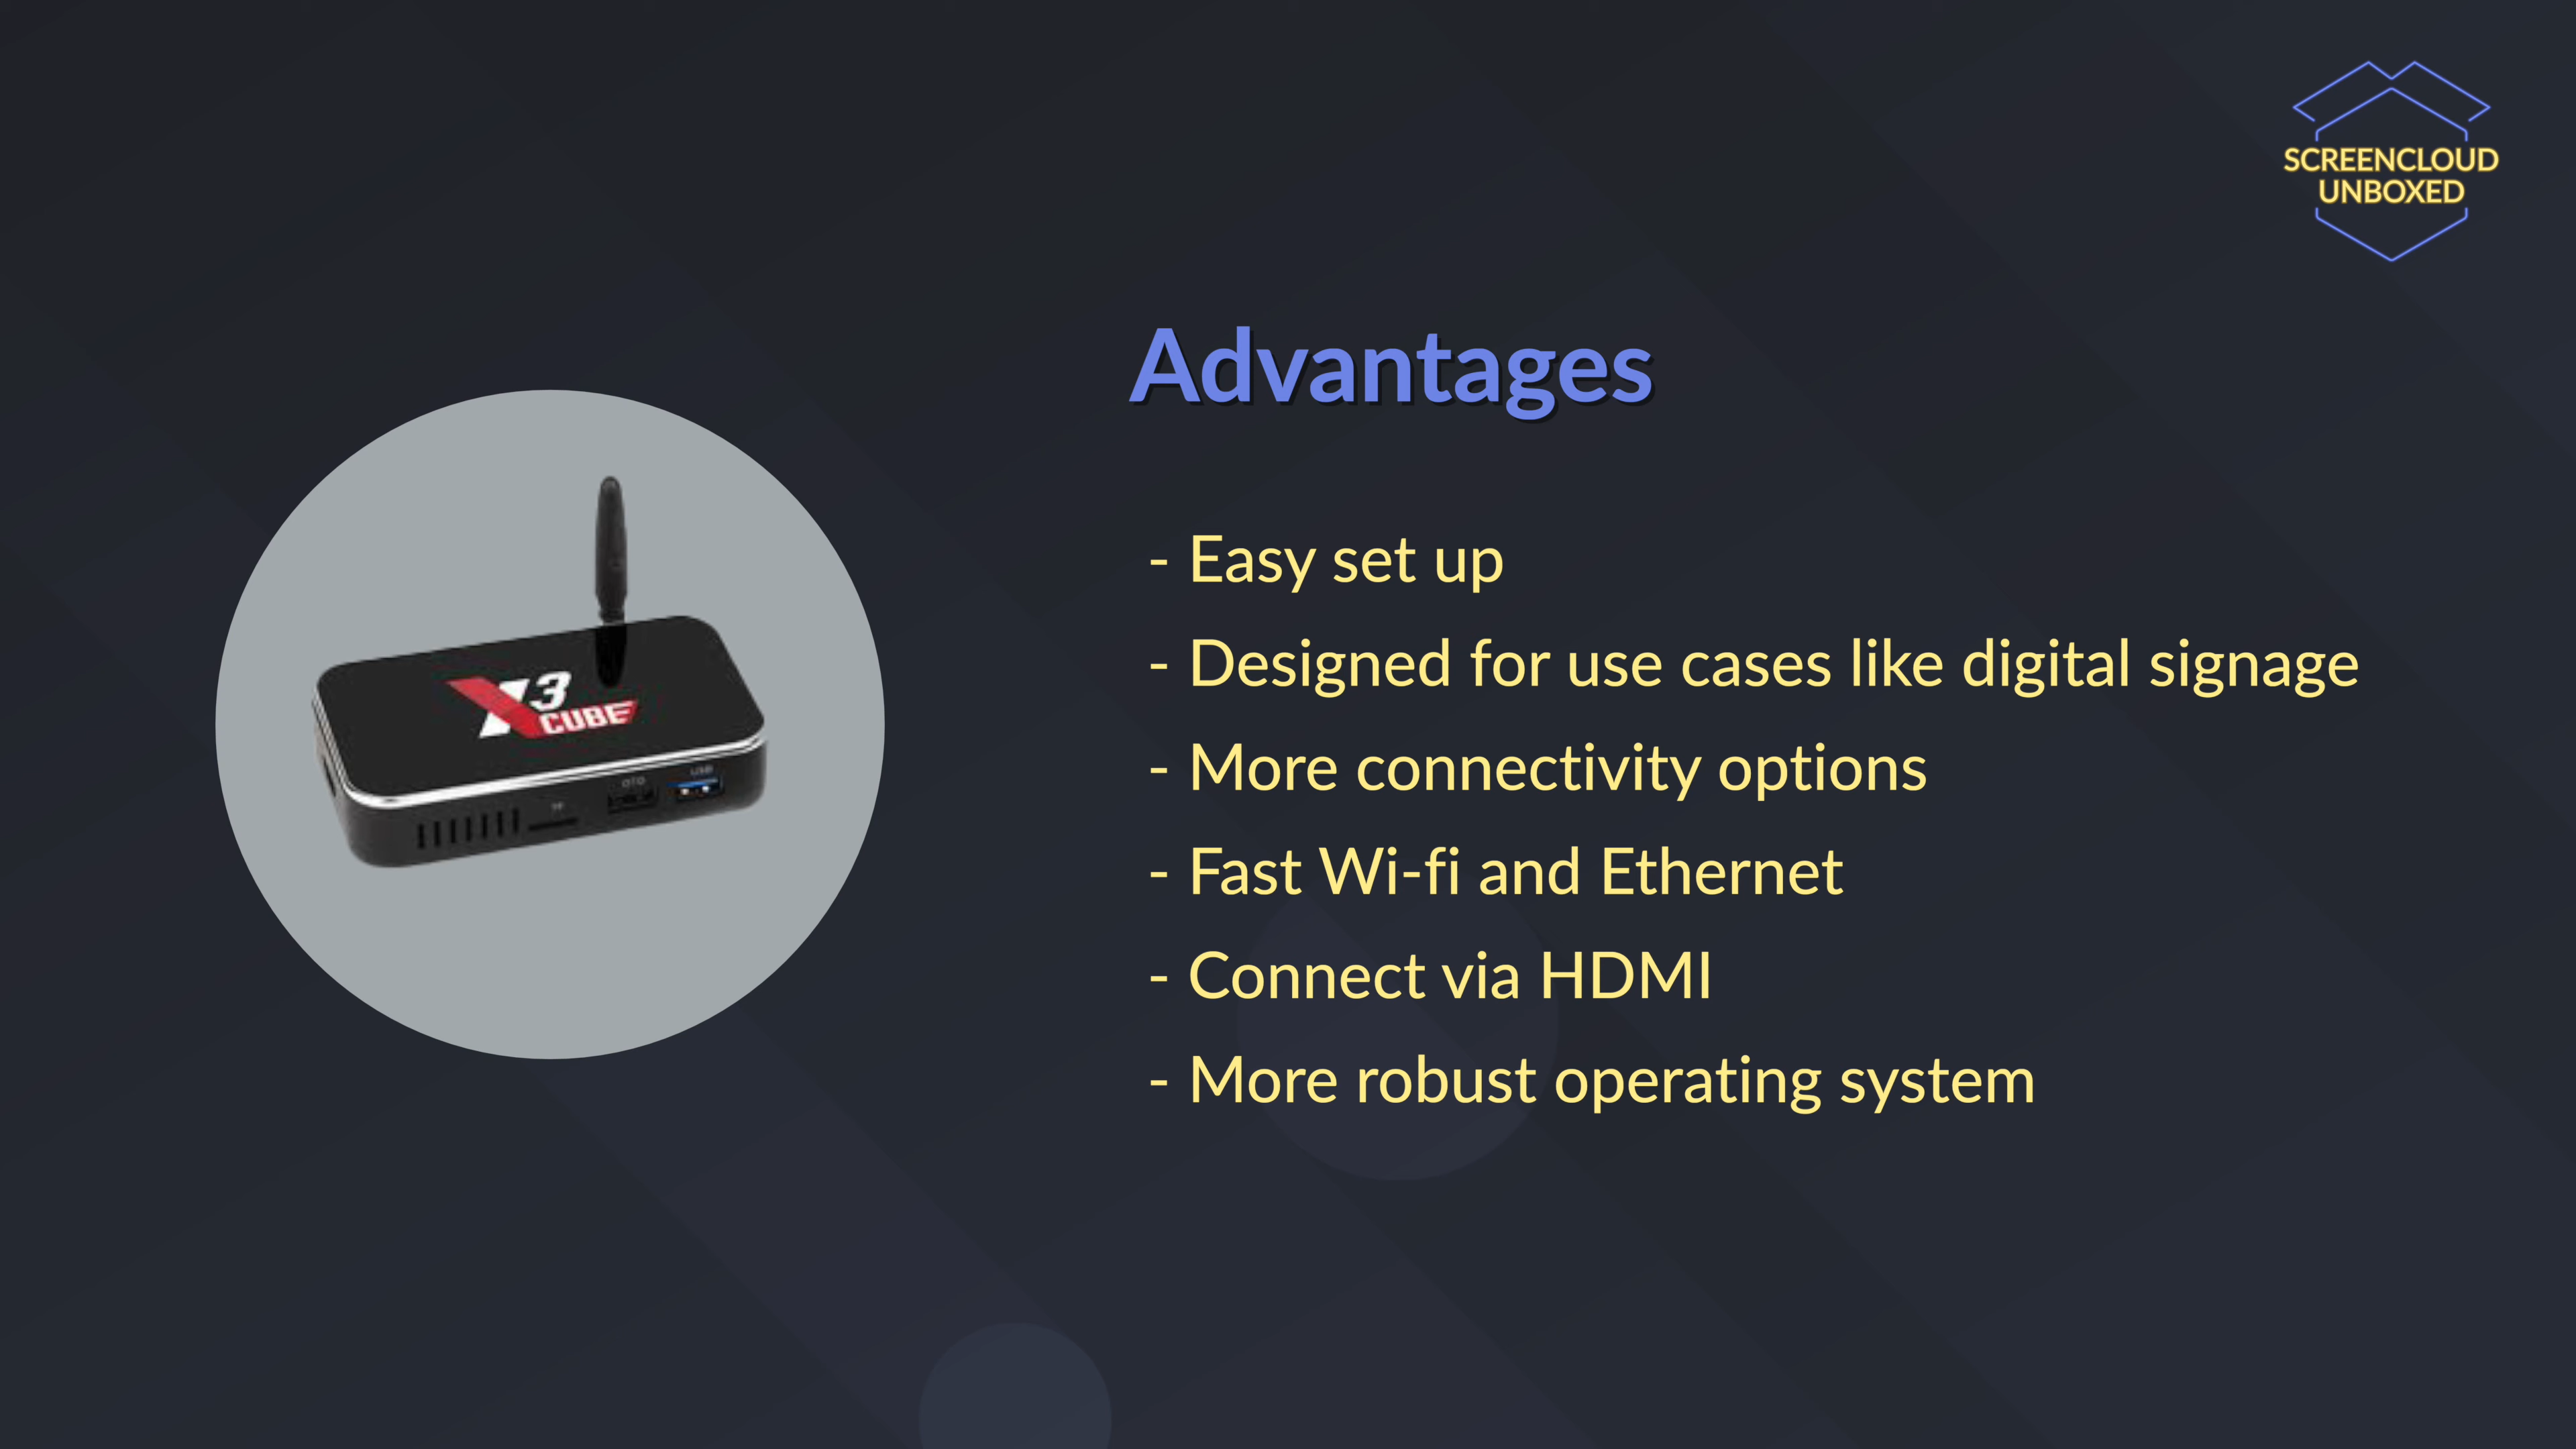 SCREENCLOUD
UNBOXED
Advantages
- Easy set up
- Designed for use cases like digital signage
- More connectivity options
- Fast Wi-fi and Ethernet
- Connect via HDMI
- More robust operating system
X3
CUBE
TF
OTG
USB